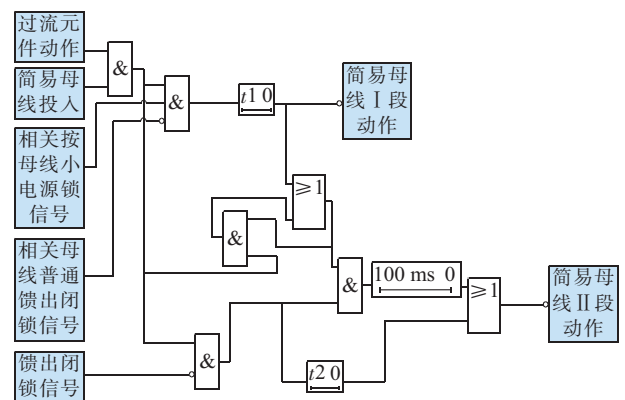 过流元
件动作
简易母
线投入
相关按
母线小
电源锁
信号
相关母
线普通
馈出闭
锁信号
馈出闭
锁信号
&
&
t1 0
简易母
线Ⅰ段
动作
≥1
&
&
100 ms 0
≥1
简易母
线Ⅱ段
动作
&
t2 0